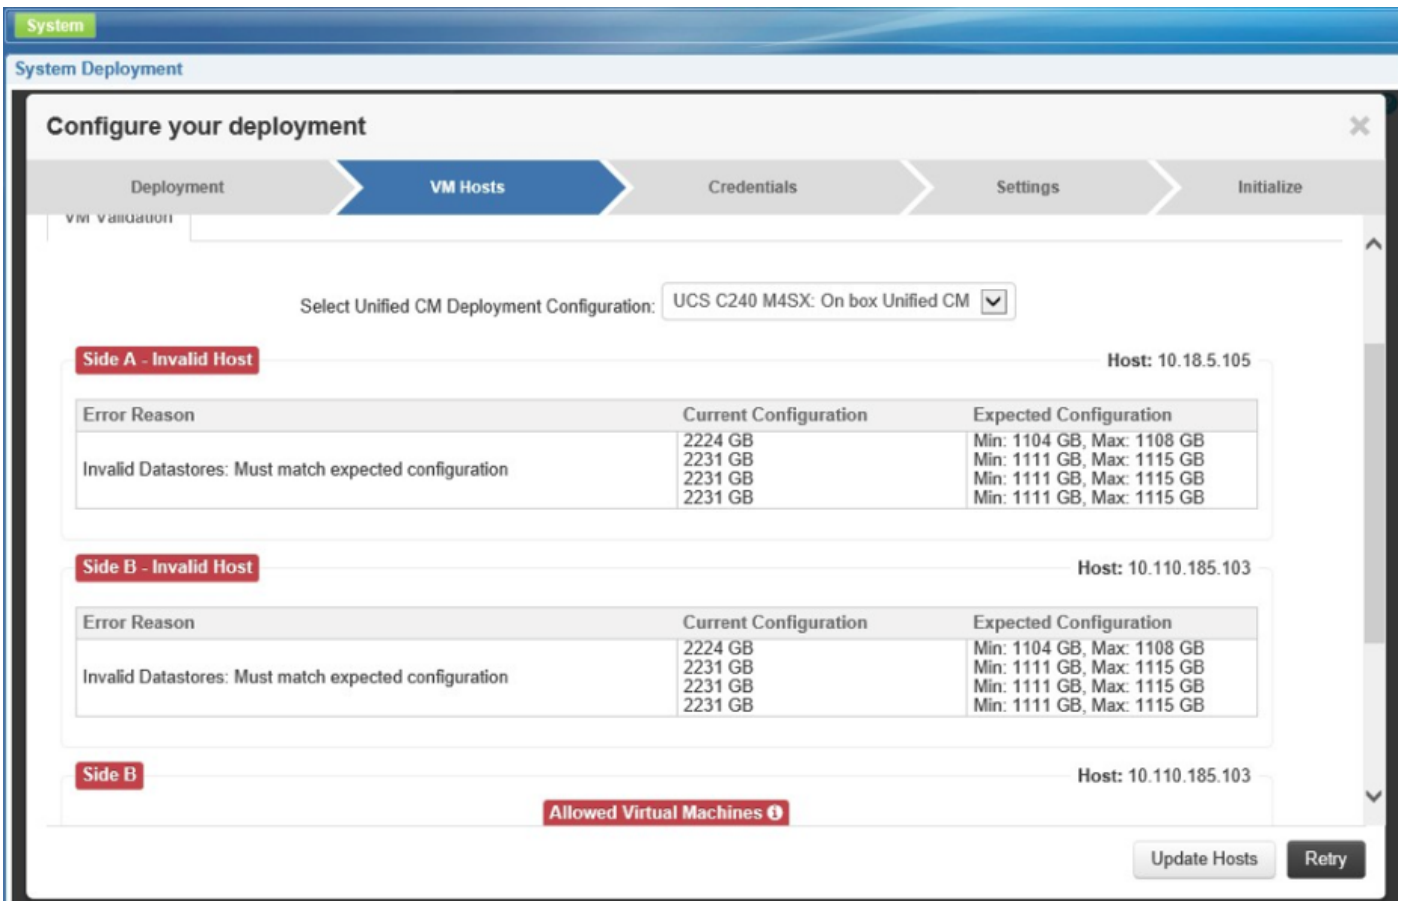 System
System Deployment
Configure your deployment
Deployment
VM Hosts
Credentials
Settings
Initialize
VM Validation
Select Unified CM Deployment Configuration: UCS C240 M4SX: On box Unified CM
Side A - Invalid Host
Host: 10.18.5.105
Error Reason Current Configuration Expected Configuration
2224 GB Min: 1104 GB, Max: 1108 GB
2231 GB Min: 1111 GB, Max: 1115 GB
Invalid Datastores: Must match expected configuration
2231 GB Min: 1111 GB, Max: 1115 GB
2231 GB Min: 1111 GB, Max: 1115 GB
Side B - Invalid Host
Host: 10.110.185.103
Error Reason Current Configuration Expected Configuration
2224 GB Min: 1104 GB, Max: 1108 GB
2231 GB Min: 1111 GB, Max: 1115 GB
Invalid Datastores: Must match expected configuration
2231 GB Min: 1111 GB, Max: 1115 GB
2231 GB Min: 1111 GB, Max: 1115 GB
Side B
Host: 10.110.185.103
Allowed Virtual Machines
Update Hosts
Retry